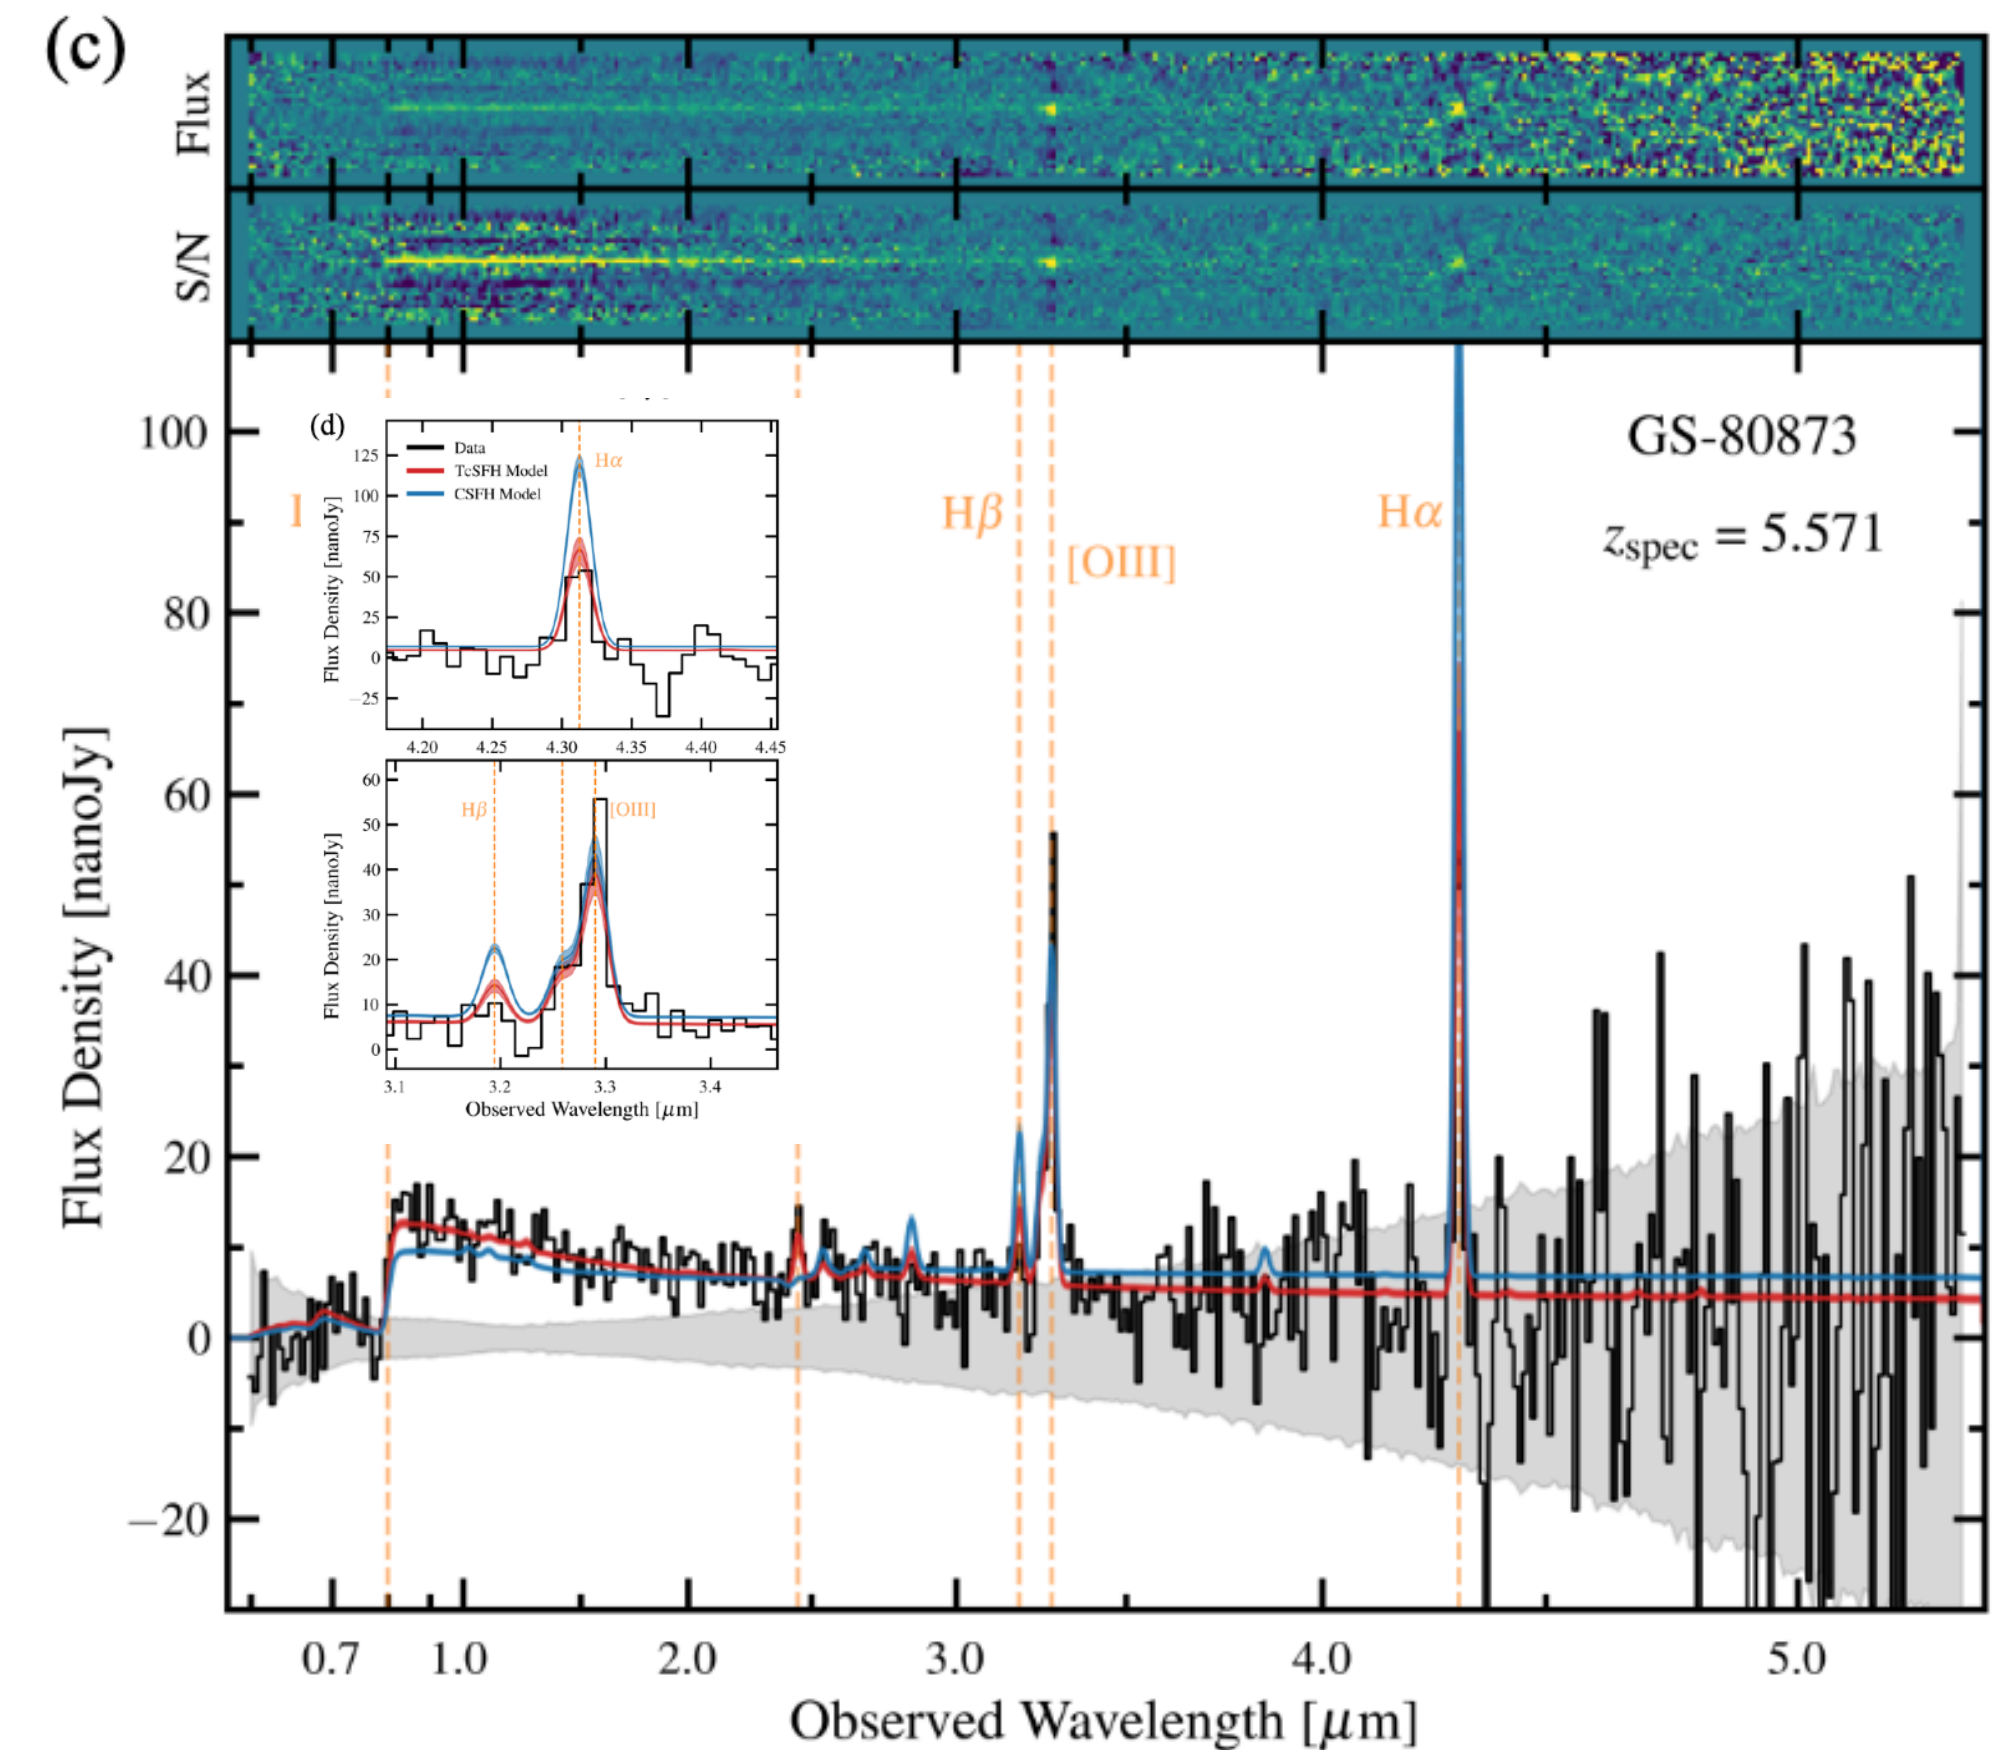 (c)
Flux
S/N
100
80
60
40
20
0
−20
Flux Density [nanoJy]
GS-80873
zspec = 5.571
Hβ
[OIII]
Hα
(d)
Data
TcSFH Model
CSFH Model
Hα
125
100
75
50
25
0
−25
Flux Density [nanoJy]
4.20 4.25 4.30 4.35 4.40 4.45
Hβ
[OIII]
60
50
40
30
20
10
0
Flux Density [nanoJy]
3.1 3.2 3.3 3.4
Observed Wavelength [μm]
0.7 1.0 2.0 3.0 4.0 5.0
Observed Wavelength [μm]